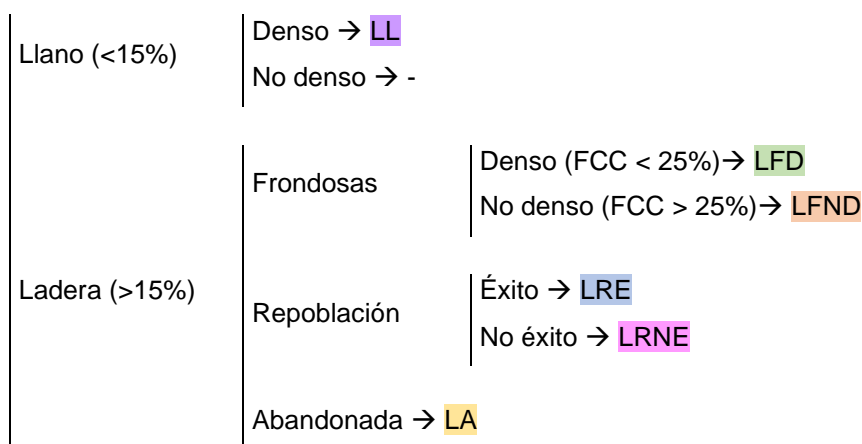 Llano (<15%)
Denso → LL
No denso → -
Ladera (>15%)
Frondosas
Denso (FCC < 25%)→ LFD
No denso (FCC > 25%)→ LFND
Repoblación
Éxito → LRE
No éxito → LRNE
Abandonada → LA